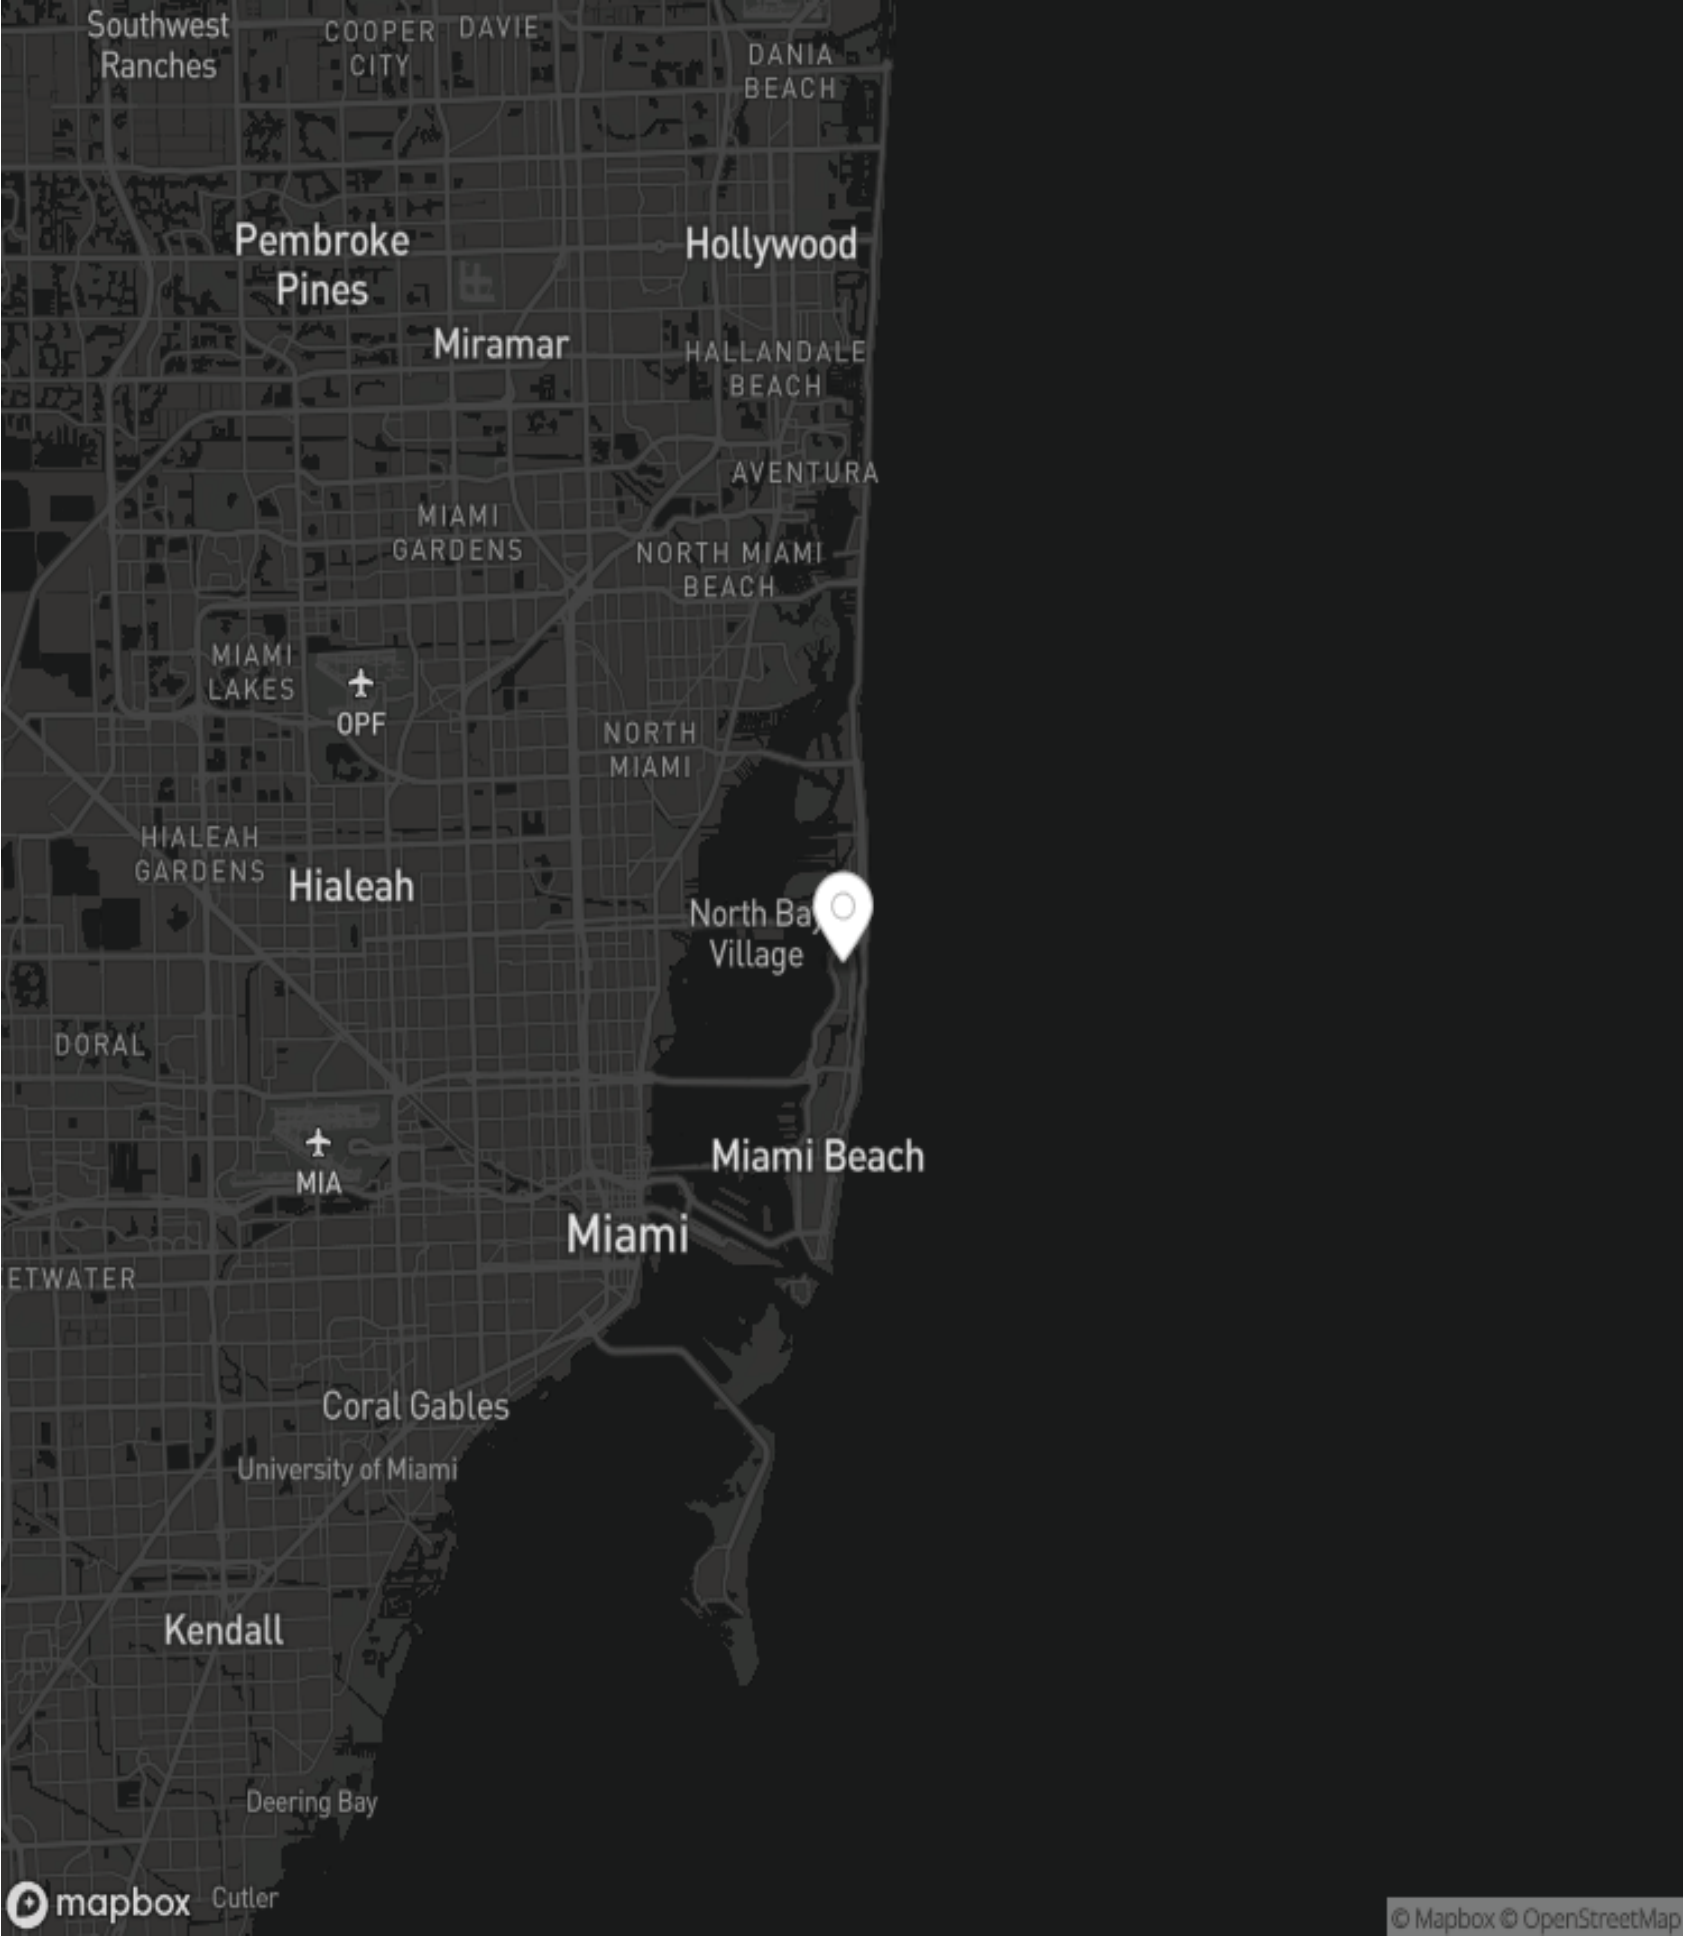 Southwest
Ranches
COOPER
CITY
DAVIE
DANIA
BEACH
Pembroke
Pines
Hollywood
Miramar
HALLANDALE
BEACH
AVENTURA
MIAMI
GARDENS
NORTH MIAMI
BEACH
MIAMI
LAKES
OPF
NORTH
MIAMI
HIALEAH
GARDENS
Hialeah
North Bay
Village
DORAL
MIA
Miami Beach
Miami
ETWATER
Coral Gables
University of Miami
Kendall
Deering Bay
Cutler
mapbox
© Mapbox © OpenStreetMap